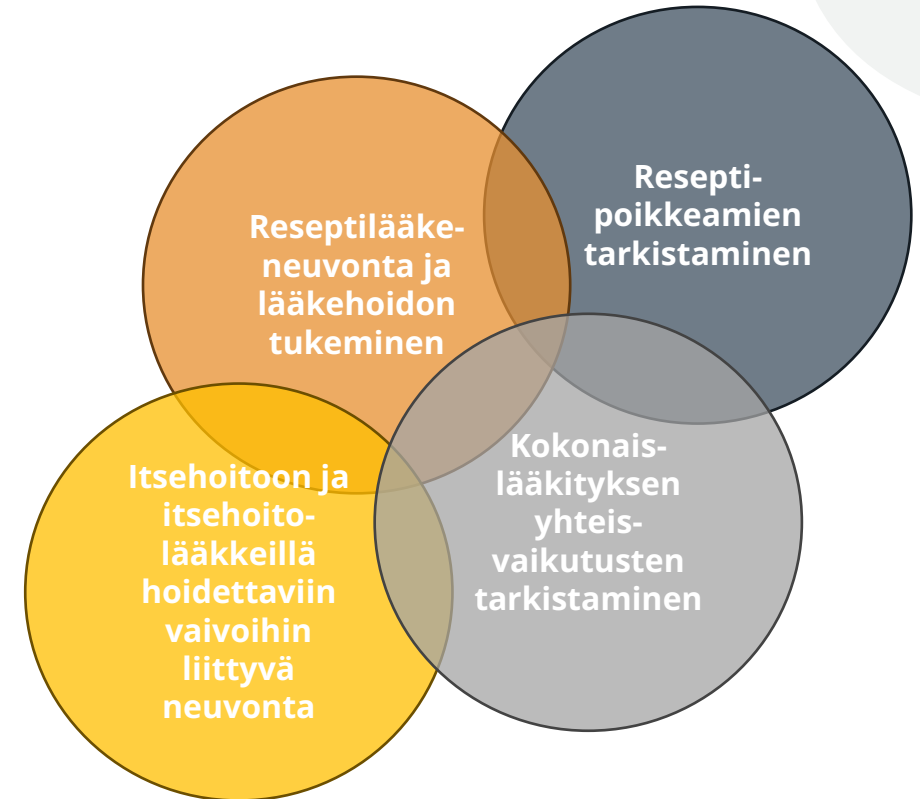 Reseptilääke-
neuvonta ja
lääkehoidon
tukeminen
Resepti-
poikkeamien
tarkistaminen
Itsehoitoon ja
itsehoito-
lääkkeillä
hoidettaviin
vaivoihin
liittyvä
neuvonta
Kokonais-
lääkityksen
yhteis-
vaikutusten
tarkistaminen